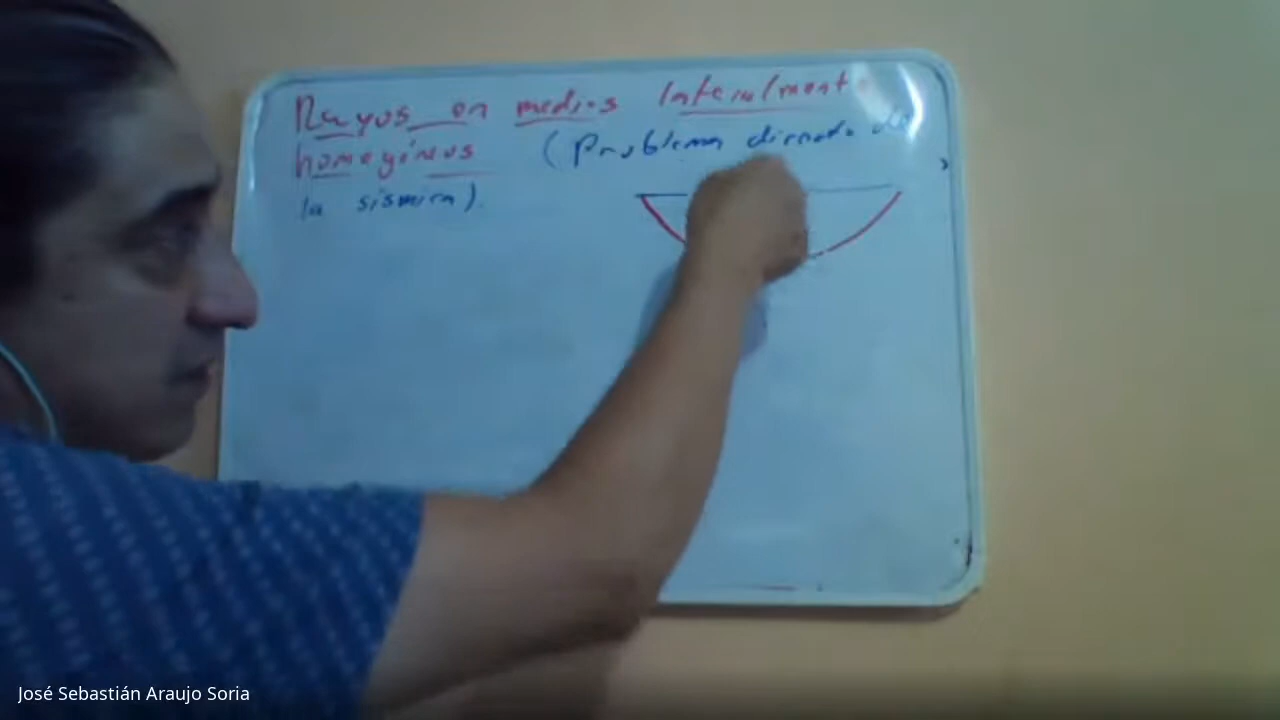 Rayos en medios lateralmente
homogéneos (Problema directo de
la sísmica).
José Sebastián Araujo Soria